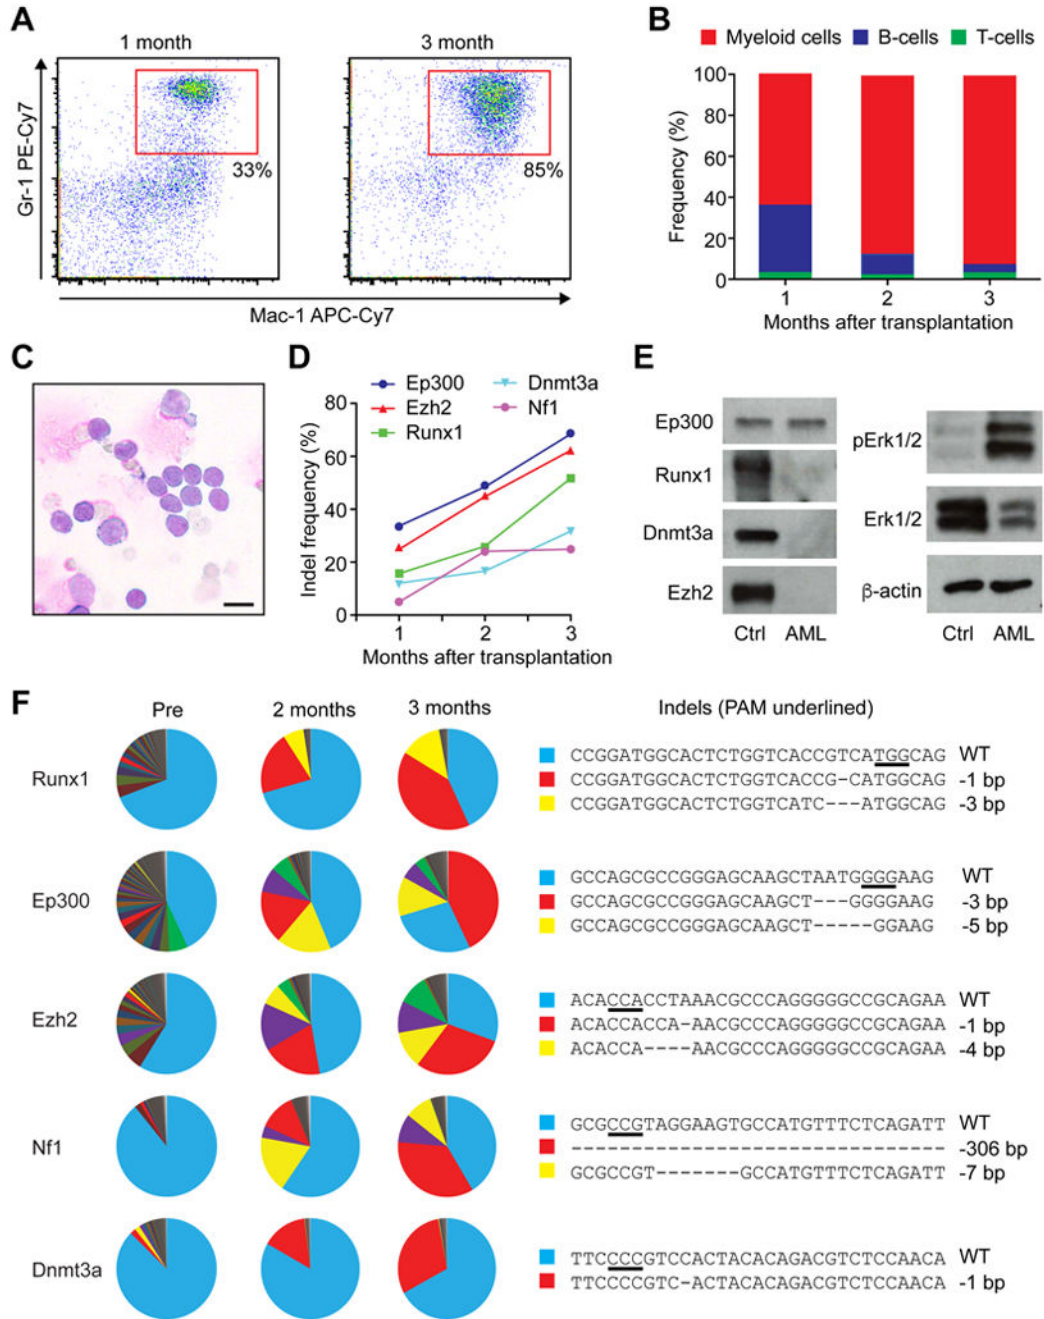 A
1 month
3 month
Gr-1 PE-Cy7
33%
85%
Mac-1 APC-Cy7
B
Myeloid cells B-cells T-cells
Frequency (%)
100
80
60
40
20
0
1 2 3
Months after transplantation
C
D
Ep300 Dnmt3a
Ezh2 Nf1
Runx1
Indel frequency (%)
80
60
40
20
0
1 2 3
Months after transplantation
E
Ep300
Runx1
Dnmt3a
Ezh2
Ctrl AML
pErk1/2
Erk1/2
β-actin
Ctrl AML
F
Pre 2 months 3 months Indels (PAM underlined)
Runx1
CCGGATGGCACTCTGGTCACCGTCATGGCAG WT
CCGGATGGCACTCTGGTCACCG-CATGGCAG -1 bp
CCGGATGGCACTCTGGTCATC---ATGGCAG -3 bp
Ep300
GCCAGCGCCGGGAGCAAGCTAATGGGGAAG WT
GCCAGCGCCGGGAGCAAGCT---GGGGAAG -3 bp
GCCAGCGCCGGGAGCAAGCT-----GGAAG -5 bp
Ezh2
ACACCACCTAAACGCCCAGGGGGCCGCAGAA WT
ACACCACCA-AACGCCCAGGGGGCCGCAGAA -1 bp
ACACCA----AACGCCCAGGGGGCCGCAGAA -4 bp
Nf1
GCGCCGTAGGAAGTGCCATGTTTCTCAGATT WT
------------------------------- -306 bp
GCGCCGT-------GCCATGTTTCTCAGATT -7 bp
Dnmt3a
TTCCCCGTCCACTACACAGACGTCTCCAACA WT
TTCCCCGTC-ACTACACAGACGTCTCCAACA -1 bp